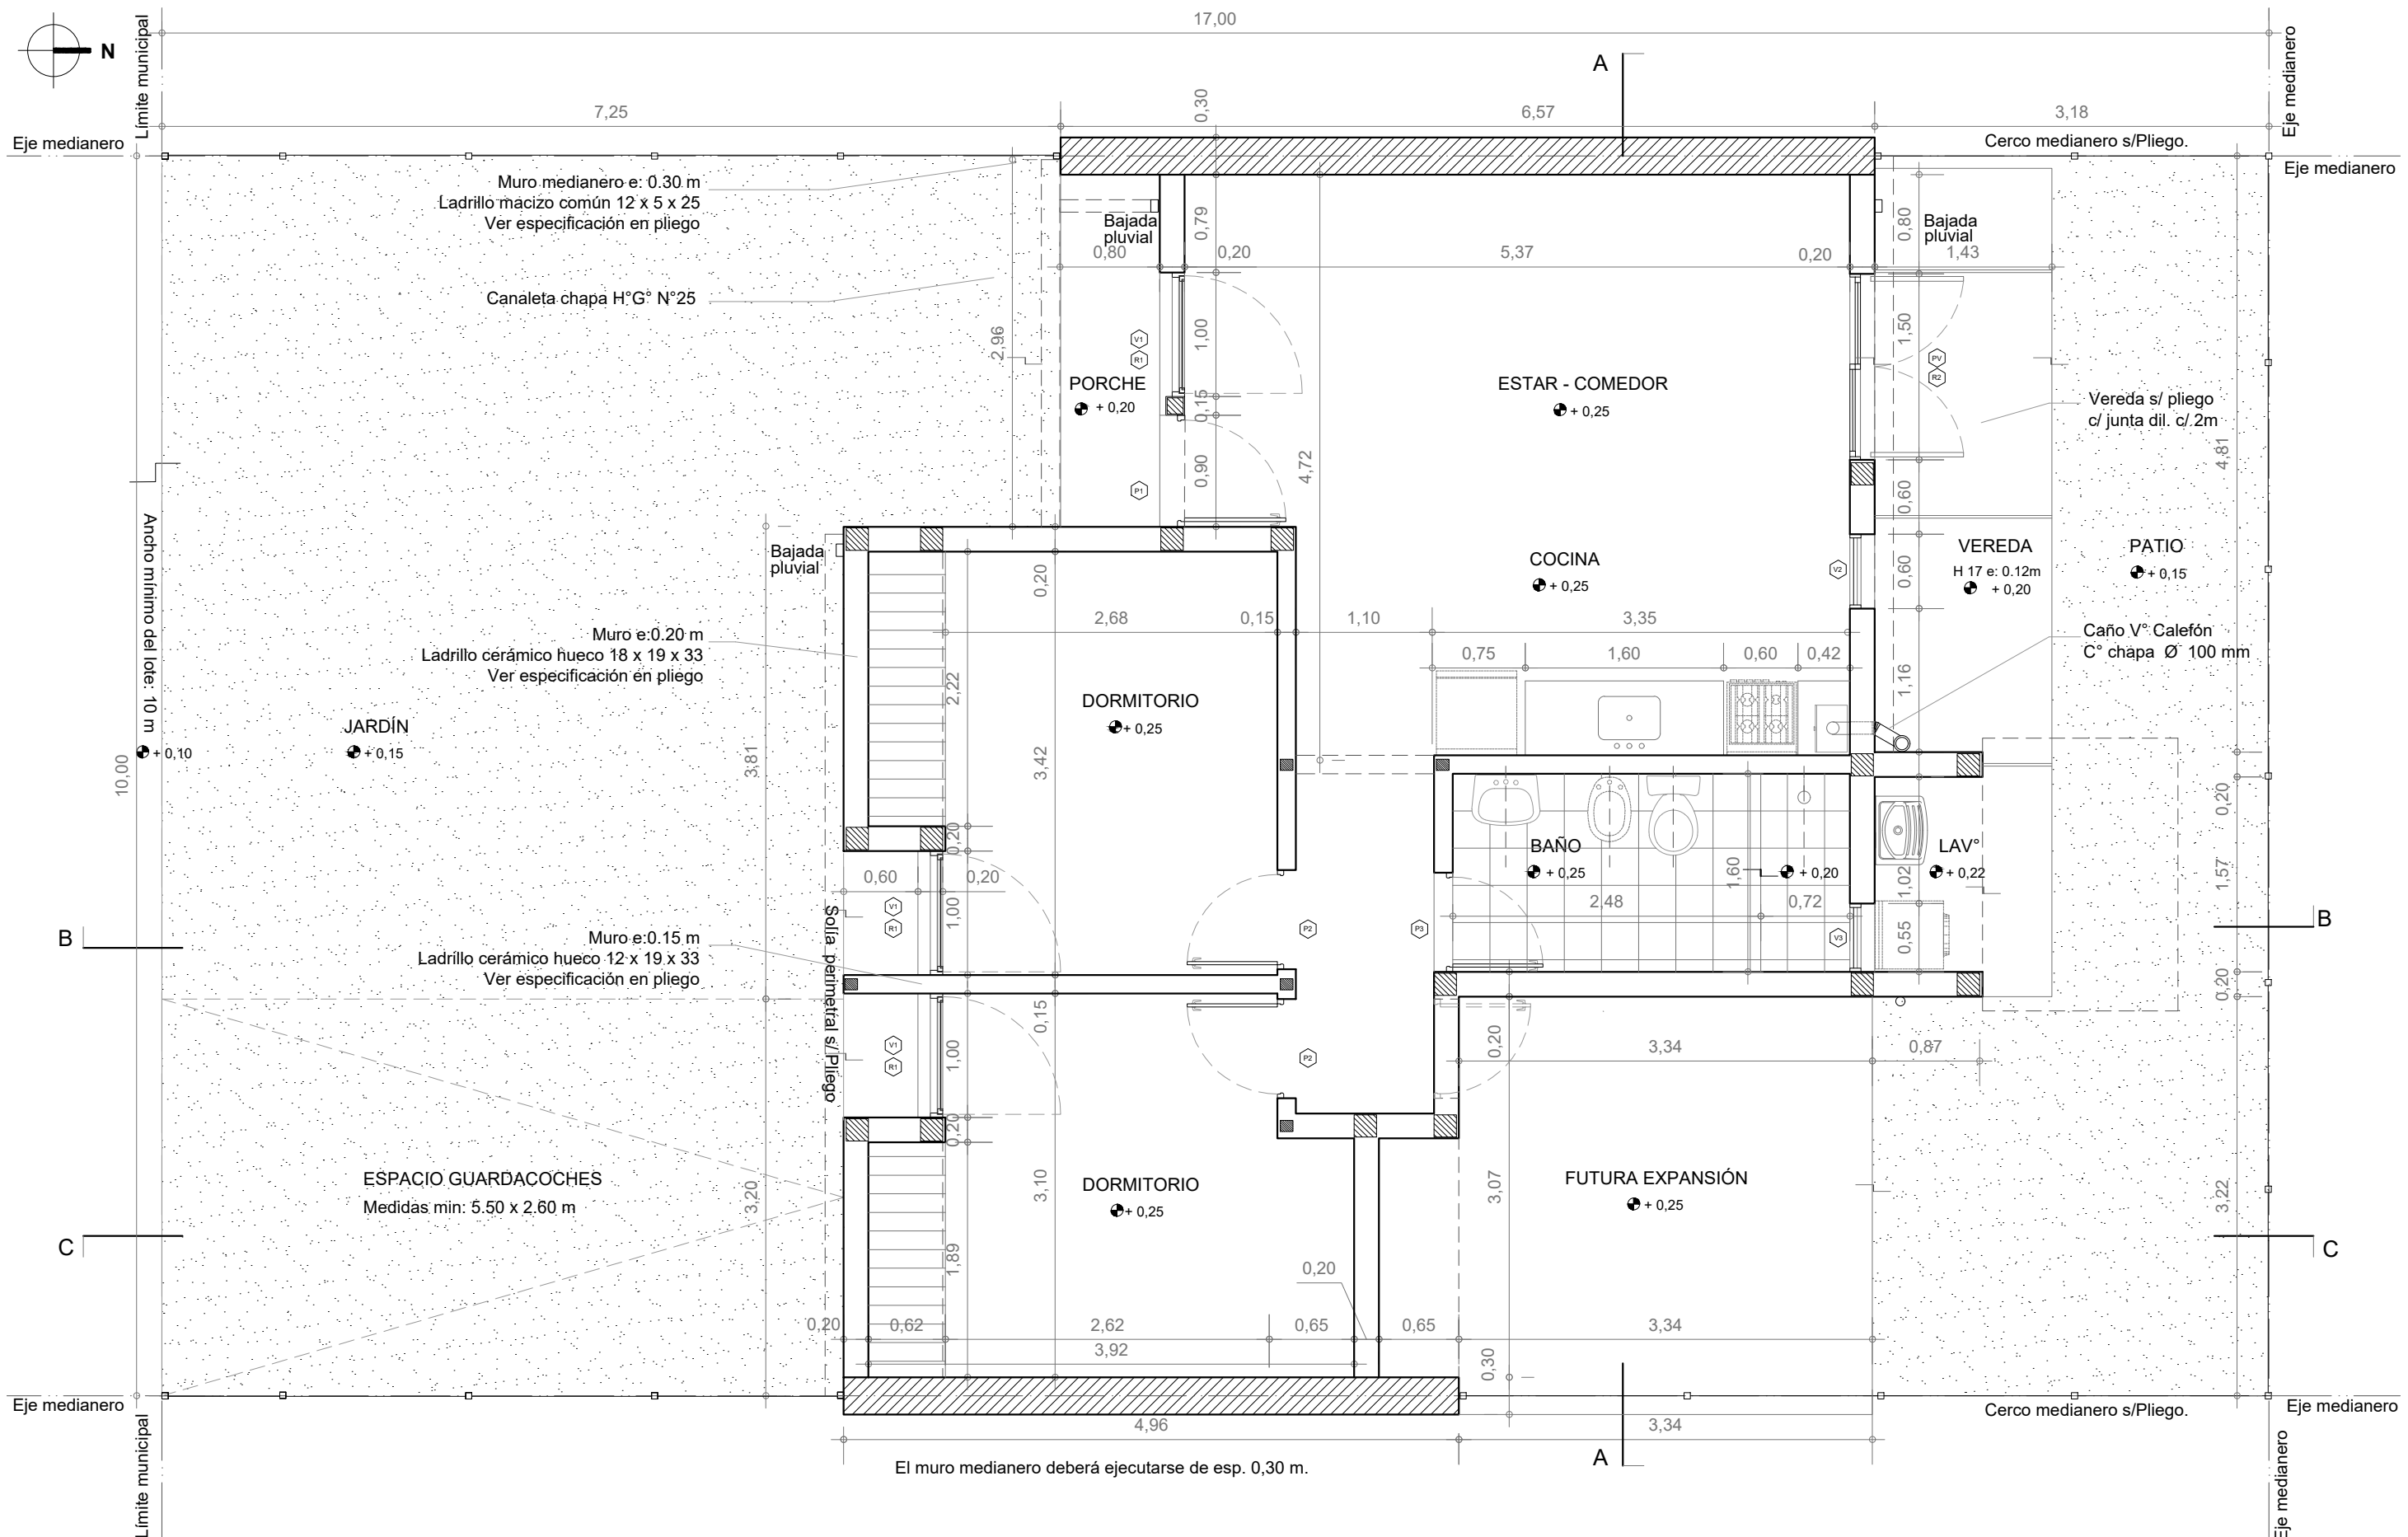 17,00
N
Límite municipal
Eje medianero
A
7,25
0,30
6,57
3,18
Eje medianero
Cerco medianero s/Pliego.
Eje medianero
Muro medianero e: 0.30 m
Ladrillo macizo común 12 x 5 x 25
Ver especificación en pliego
Bajada
pluvial
0,79
0,80
Bajada
pluvial
0,80
0,20
5,37
0,20
1,43
Canaleta chapa H°G° N°25
2,96
V1
R1
1,00
1,50
PV
R2
PORCHE
+ 0,20
0,15
ESTAR - COMEDOR
+ 0,25
Vereda s/ pliego
c/ junta dil. c/ 2m
4,81
4,72
0,90
P1
0,60
Ancho mínimo del lote: 10 m
Bajada
pluvial
0,20
COCINA
+ 0,25
V2
0,60
VEREDA
H 17 e: 0.12m
+ 0,20
PATIO
+ 0,15
2,68
0,15
1,10
3,35
Muro e:0.20 m
Ladrillo cerámico hueco 18 x 19 x 33
Ver especificación en pliego
Caño V° Calefón
C° chapa Ø 100 mm
0,75
1,60
0,60
0,42
1,16
2,22
DORMITORIO
+ 0,25
JARDÍN
+ 0,15
+ 0,10
10,00
3,81
3,42
0,20
0,20
BAÑO
+ 0,25
1,60
+ 0,20
LAV°
+ 0,22
1,02
1,57
0,60
0,20
2,48
0,72
V1
R1
1,00
P2
P3
V3
0,55
B
B
Solía perimetral s/ Pliego
Muro e:0.15 m
Ladrillo cerámico hueco 12 x 19 x 33
Ver especificación en pliego
0,20
0,15
V1
R1
1,00
P2
0,20
3,34
0,87
0,20
ESPACIO GUARDACOCHES
Medidas min: 5.50 x 2.60 m
3,20
3,10
DORMITORIO
+ 0,25
3,07
FUTURA EXPANSIÓN
+ 0,25
3,22
C
C
1,89
0,20
0,20
0,62
2,62
0,65
0,65
3,34
3,92
0,30
Eje medianero
Cerco medianero s/Pliego.
Eje medianero
4,96
3,34
A
El muro medianero deberá ejecutarse de esp. 0,30 m.
Límite municipal
Eje medianero